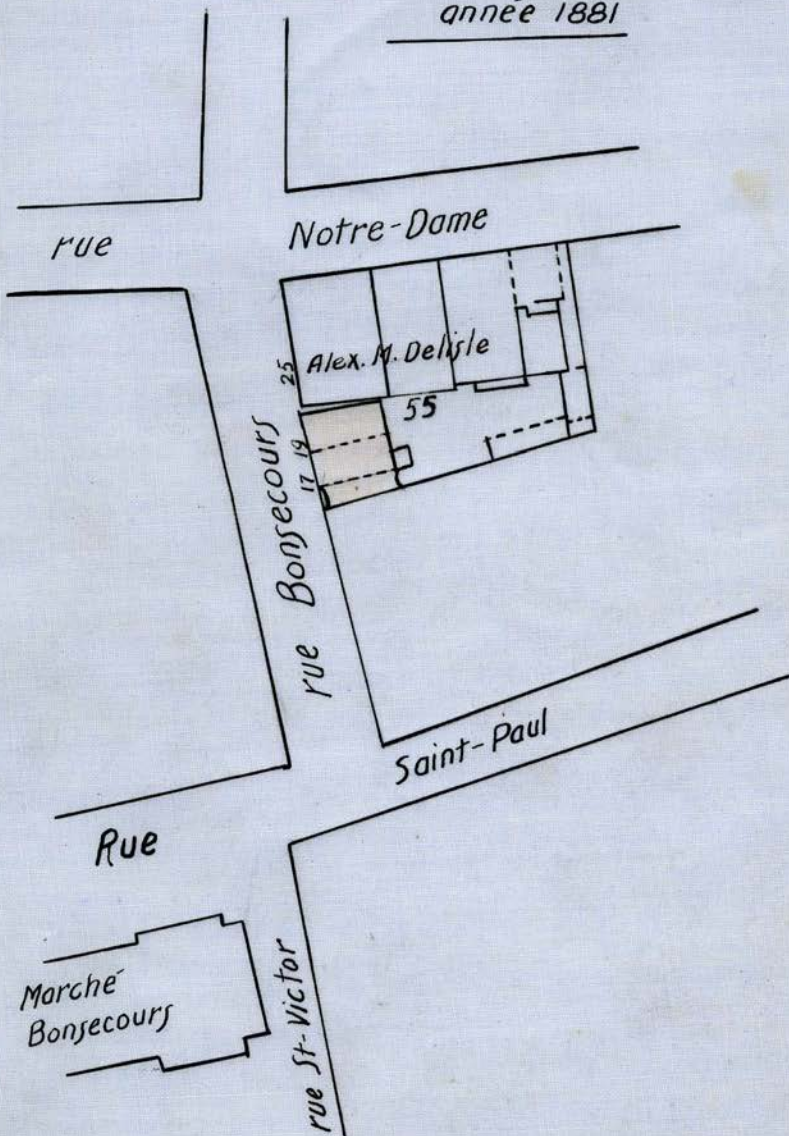 année 1881
rue Notre-Dame
Alex. M. Delisle
25
55
19
17
rue Bonsecours
Rue Saint-Paul
Marché
Bonsecours
rue St-Victor